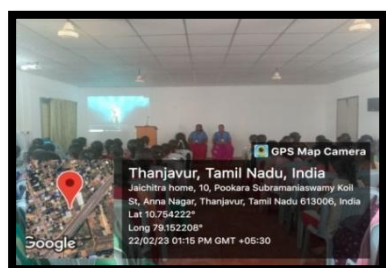 GPS Map Camera
Thanjavur, Tamil Nadu, India
Jaichitra home, 10, Pookara Subramaniaswamy Koil
St, Anna Nagar, Thanjavur, Tamil Nadu 613006, India
Lat 10.754222°
Long 79.152208°
22/02/23 01:15 PM GMT +05:30
Google